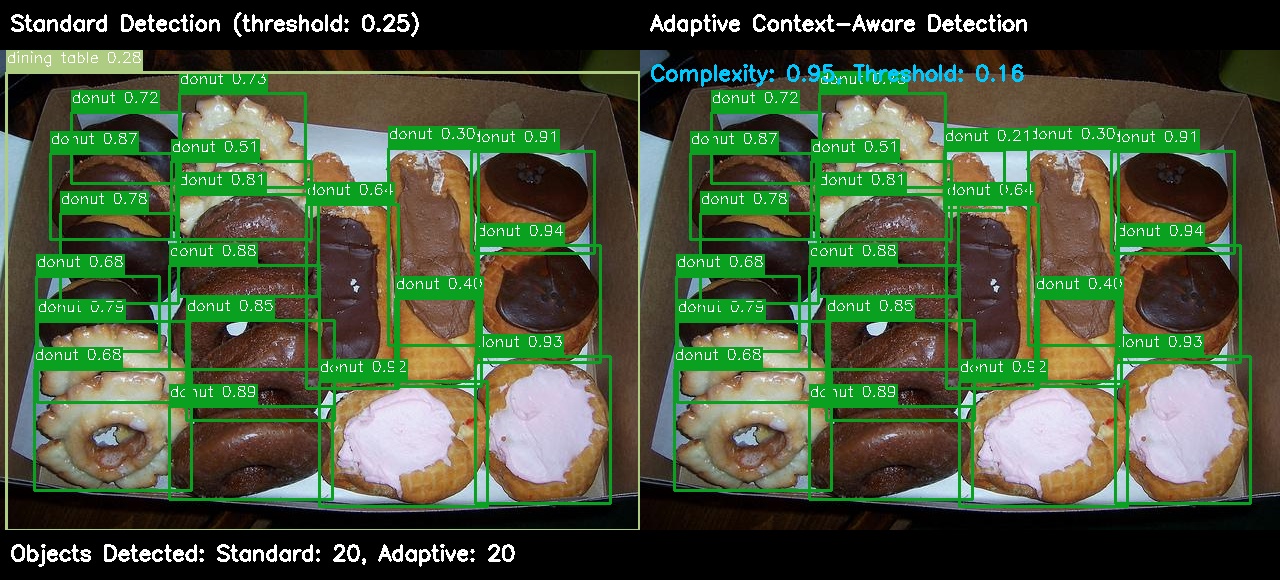 Standard Detection (threshold: 0.25)
Adaptive Context-Aware Detection
dining table 0.28
Complexity: 0.95, Threshold: 0.16
donut 0.73
donut 0.72
donut 0.87
donut 0.51
donut 0.30
donut 0.91
donut 0.81
donut 0.64
donut 0.78
donut 0.94
donut 0.88
donut 0.68
donut 0.40
donut 0.79
donut 0.85
donut 0.93
donut 0.68
donut 0.92
donut 0.89
donut 0.72
donut 0.87
donut 0.51
donut 0.21
donut 0.30
donut 0.91
donut 0.81
donut 0.64
donut 0.78
donut 0.94
donut 0.88
donut 0.68
donut 0.40
donut 0.79
donut 0.85
donut 0.93
donut 0.68
donut 0.92
donut 0.89
Objects Detected: Standard: 20, Adaptive: 20